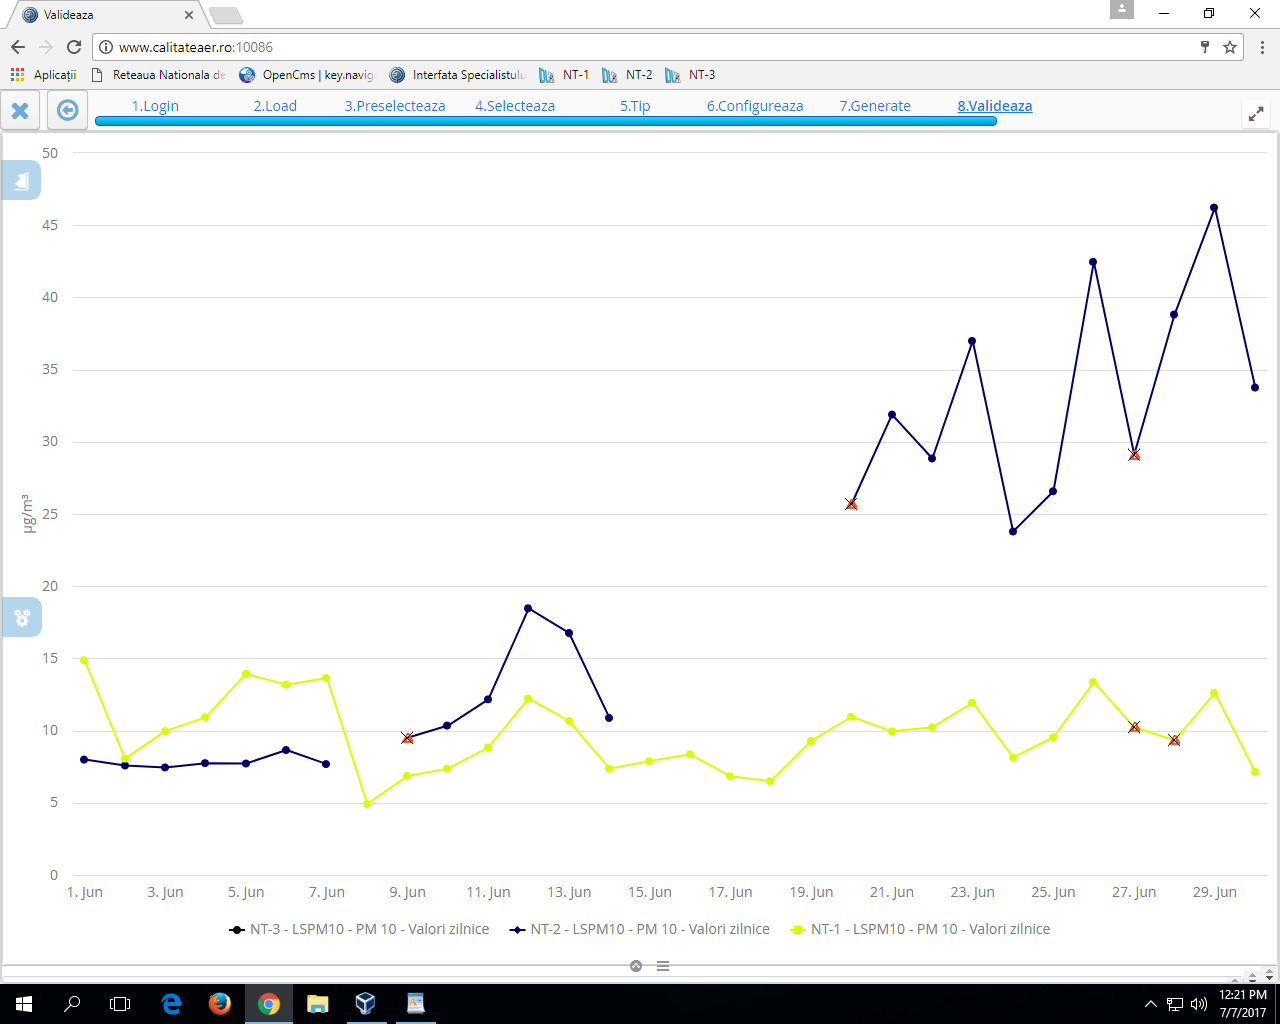 Valideaza
www.calitateaer.ro:10086
Aplicații
Reteaua Nationala de
OpenCms | key.navig
Interfata Specialistulu
NT-1
NT-2
NT-3
1.Login
2.Load
3.Preselecteaza
4.Selecteaza
5.Tip
6.Configureaza
7.Generate
8.Valideaza
50
45
40
35
30
25
20
15
10
5
0
µg/m³
1. Jun
3. Jun
5. Jun
7. Jun
9. Jun
11. Jun
13. Jun
15. Jun
17. Jun
19. Jun
21. Jun
23. Jun
25. Jun
27. Jun
29. Jun
NT-3 - LSPM10 - PM 10 - Valori zilnice
NT-2 - LSPM10 - PM 10 - Valori zilnice
NT-1 - LSPM10 - PM 10 - Valori zilnice
12:21 PM
7/7/2017